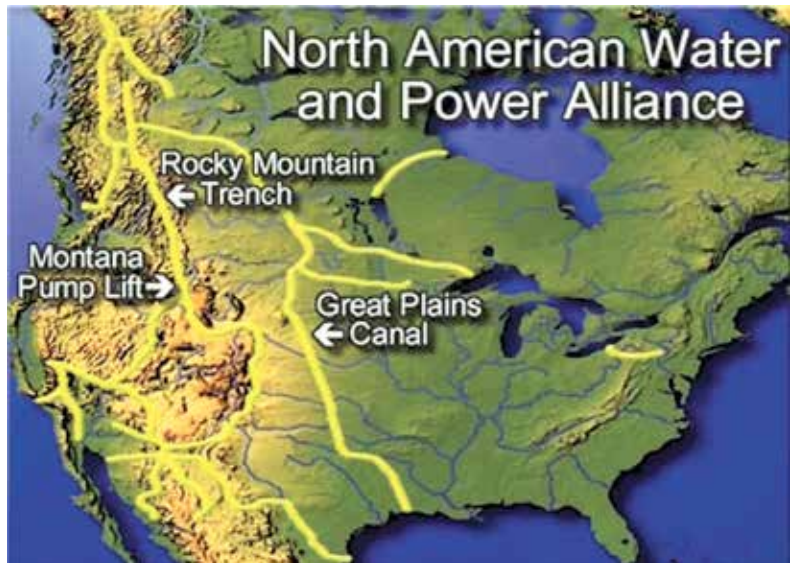 North American Water
and Power Alliance
Rocky Mountain
← Trench
Montana
Pump Lift →
Great Plains
← Canal